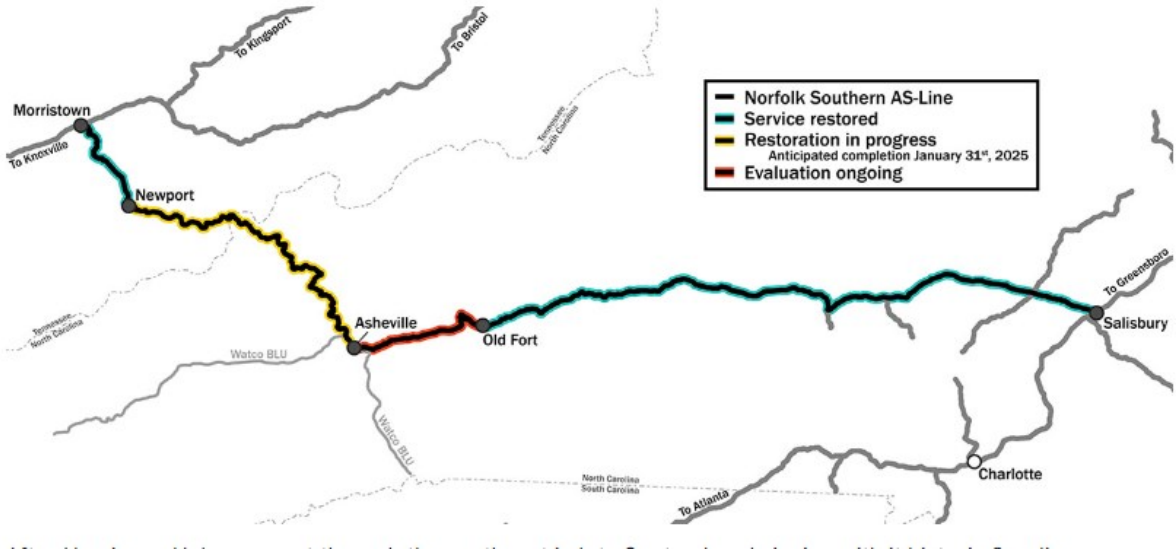 To Kingsport
To Bristol
Morristown
To Knoxville
Newport
Tennessee
North Carolina
Norfolk Southern AS-Line
Service restored
Restoration in progress
Anticipated completion January 31st, 2025
Evaluation ongoing
Tennessee
North Carolina
Asheville
Old Fort
Watco BLU
Watco BLU
To Greensboro
Salisbury
Charlotte
North Carolina
South Carolina
To Atlanta